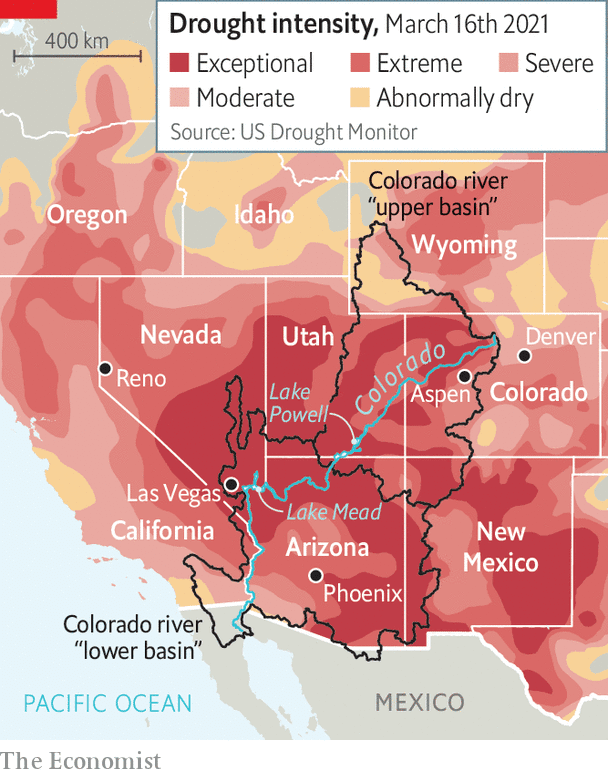 Drought intensity, March 16th 2021
Exceptional
Extreme
Severe
Moderate
Abnormally dry
Source: US Drought Monitor
400 km
Colorado river
“upper basin”
Oregon
Idaho
Wyoming
Nevada
Utah
Colorado
Denver
Reno
Lake
Powell
Aspen
Colorado
Las Vegas
Lake Mead
California
Arizona
New
Mexico
Phoenix
Colorado river
“lower basin”
PACIFIC OCEAN
MEXICO
The Economist